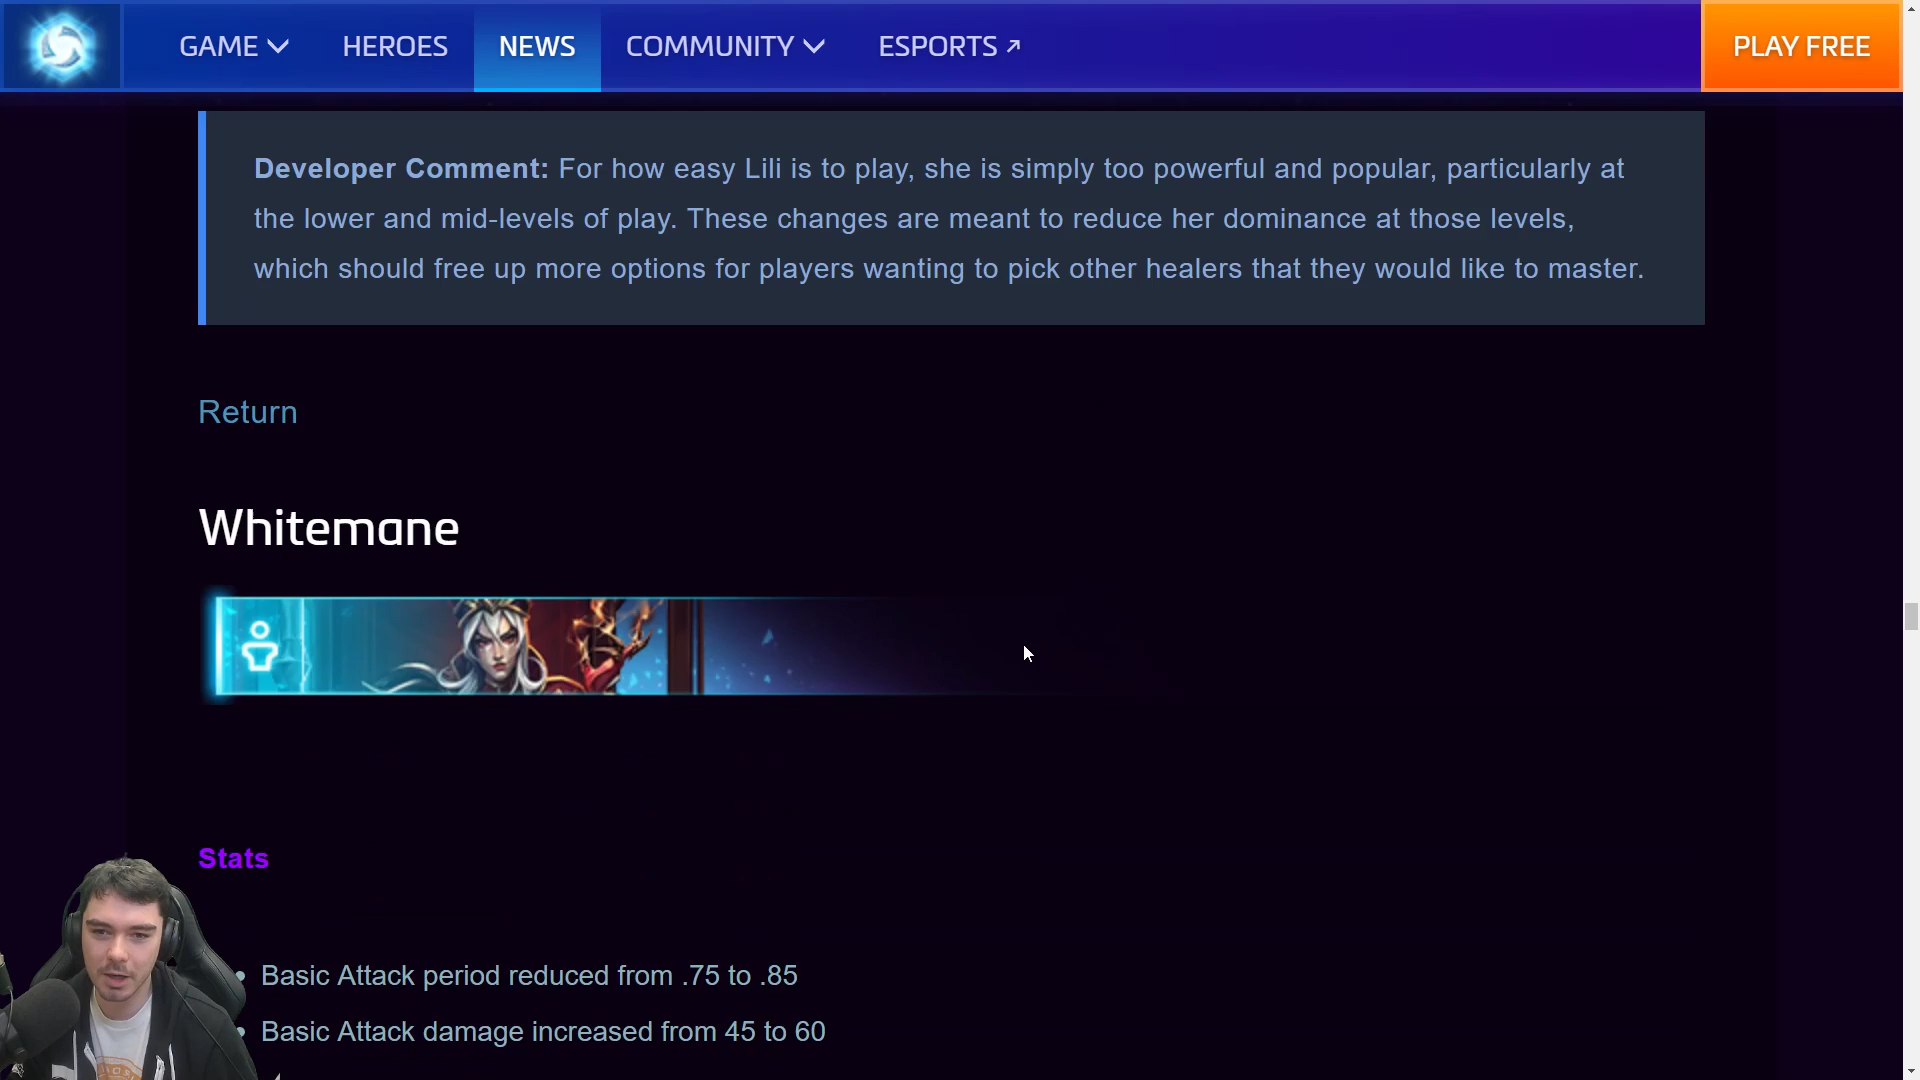 GAME HEROES NEWS COMMUNITY ESPORTS PLAY FREE
Developer Comment: For how easy Lili is to play, she is simply too powerful and popular, particularly at
the lower and mid-levels of play. These changes are meant to reduce her dominance at those levels,
which should free up more options for players wanting to pick other healers that they would like to master.
Return
Whitemane
Stats
Basic Attack period reduced from .75 to .85
Basic Attack damage increased from 45 to 60